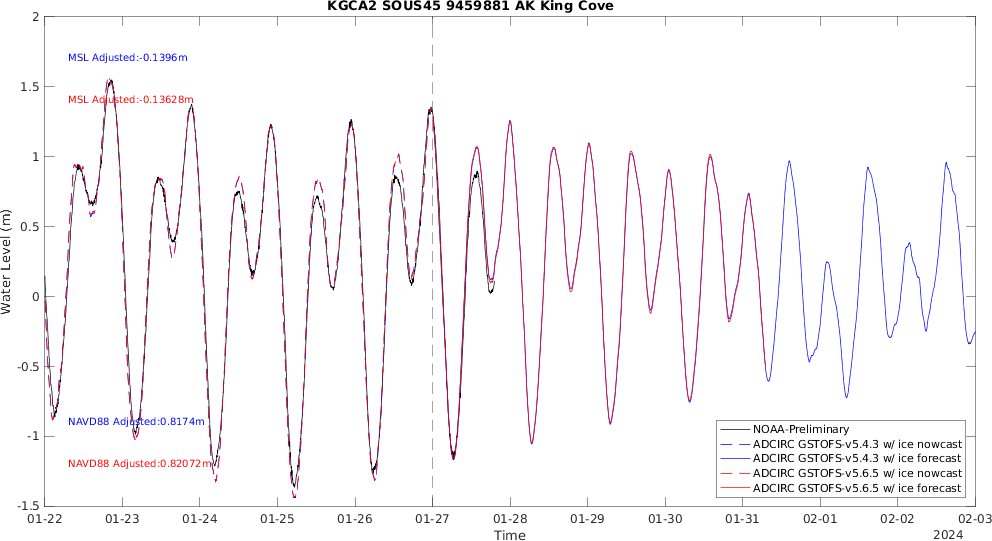 KGCA2 SOUS45 9459881 AK King Cove
MSL Adjusted:-0.1396m
MSL Adjusted:-0.13628m
NAVD88 Adjusted:0.8174m
NAVD88 Adjusted:0.82072m
Water Level (m)
2
1.5
1
0.5
0
-0.5
-1
-1.5
NOAA-Preliminary
ADCIRC GSTOFS-v5.4.3 w/ ice nowcast
ADCIRC GSTOFS-v5.4.3 w/ ice forecast
ADCIRC GSTOFS-v5.6.5 w/ ice nowcast
ADCIRC GSTOFS-v5.6.5 w/ ice forecast
01-22 01-23 01-24 01-25 01-26 01-27 01-28 01-29 01-30 01-31 02-01 02-02 02-03
Time
2024